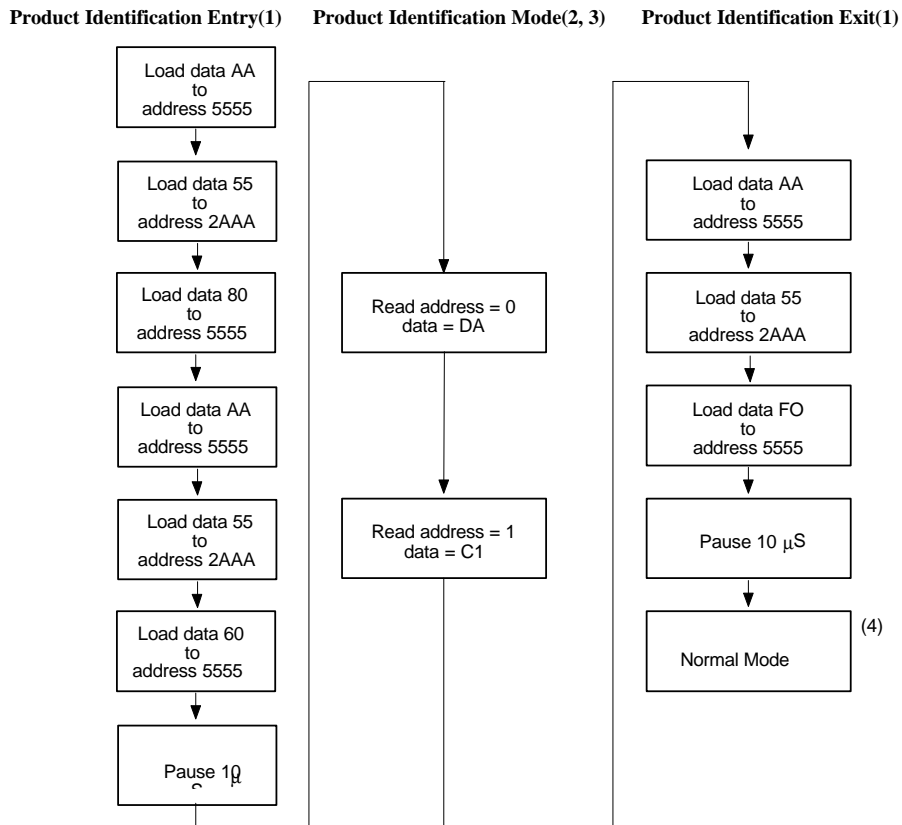 Product Identification Entry(1)
Load data AA
to
address 5555
Load data 55
to
address 2AAA
Load data 80
to
address 5555
Load data AA
to
address 5555
Load data 55
to
address 2AAA
Load data 60
to
address 5555
Pause 10 μ
Product Identification Mode(2, 3)
Read address = 0
data = DA
Read address = 1
data = C1
Product Identification Exit(1)
Load data AA
to
address 5555
Load data 55
to
address 2AAA
Load data FO
to
address 5555
Pause 10 μS
Normal Mode
(4)